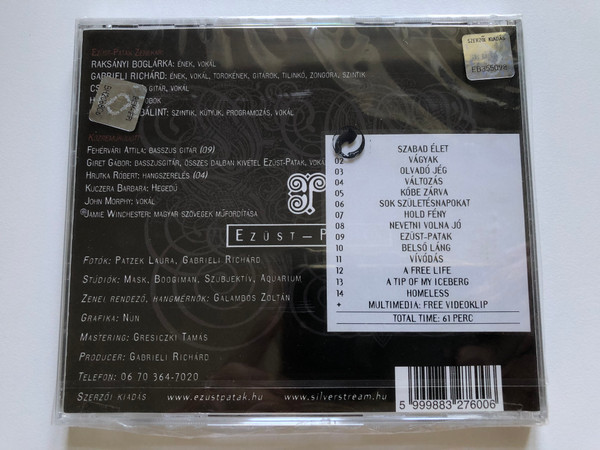 Ezüst-Patak Zenekar
Raksányi Boglárka: ének, vokál
Gabrieli Richárd: ének, vokál, torokének, gitárok, tilinkó, zongora, szintik
gitár, vokál
dobok
Bálint: szintik, kütyük, programozás, vokál
Közreműködtek
Fehérvári Attila: basszus gitár (09)
Giret Gábor: basszusgitár, összes dalban kivétel Ezüst-Patak, vokál
Hrutka Róbert: hangszerelés (04)
Kuczera Barbara: Hegedű
John Morphy: vokál
Jamie Winchester: magyar szövegek műfordítása
Ezüst-P
Fotók: Patzek Laura, Gabrieli Richárd
Stúdiók: Mask, Boogiman, Szubjektív, Aquarium
Zenei rendező, hangmérnök: Galambos Zoltán
Grafika: Nun
Mastering: Gresiczki Tamás
Producer: Gabrieli Richárd
Telefon: 06 70 364-7020
Szerzői kiadás
www.ezustpatak.hu
www.silverstream.hu
SZERZŐI KIADÁS
SZABAD ÉLET
02 VÁGYAK
03 OLVADÓ JÉG
04 VÁLTOZÁS
05 KŐBE ZÁRVA
06 SOK SZÜLETÉSNAPOKAT
07 HOLD FÉNY
08 NEVETNI VOLNA JÓ
09 EZÜST-PATAK
10 BELSŐ LÁNG
11 VÍVÓDÁS
12 A FREE LIFE
13 A TIP OF MY ICEBERG
14 HOMELESS
+ MULTIMEDIA: FREE VIDEOKLIP
TOTAL TIME: 61 PERC
5 999883 276006